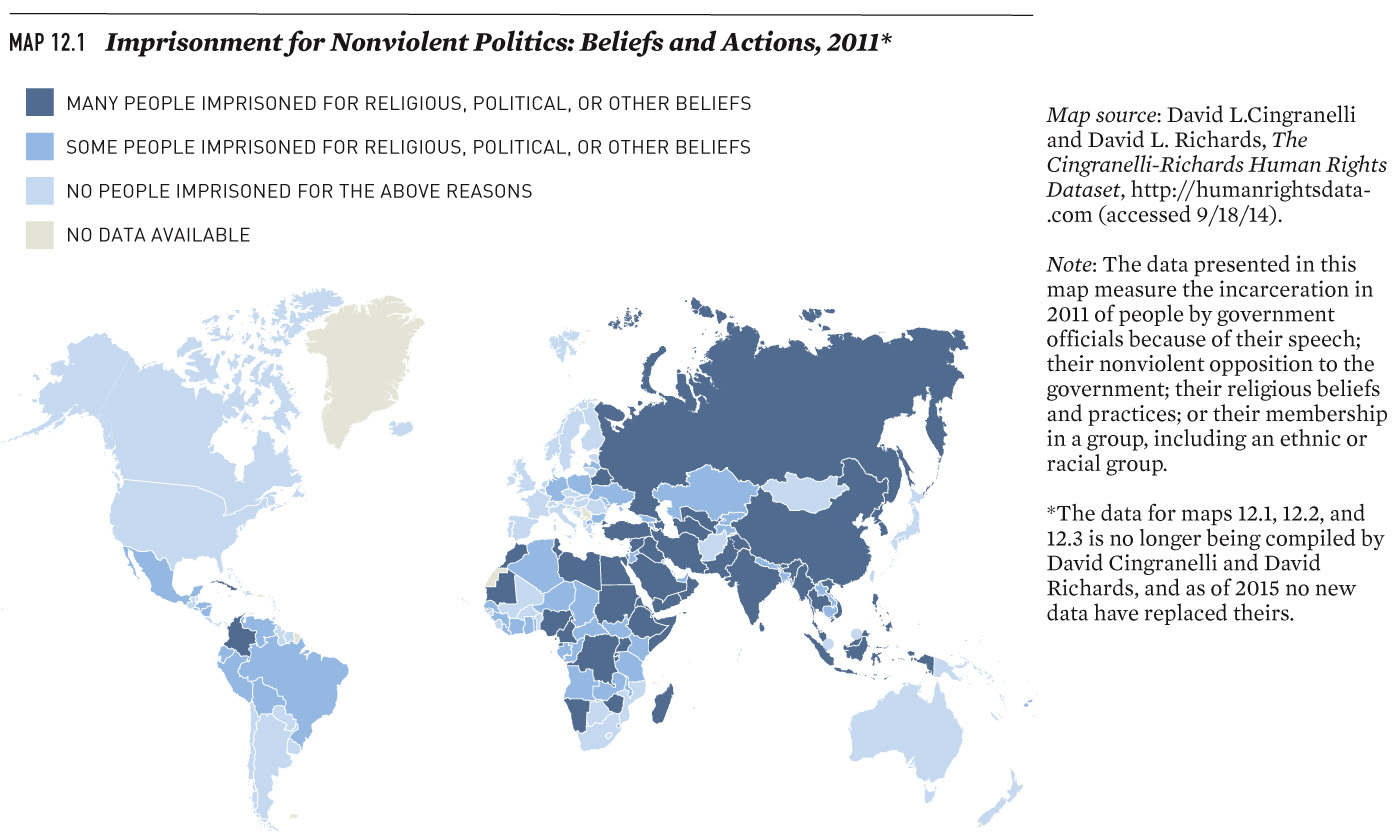 MAP 12.1 Imprisonment for Nonviolent Politics: Beliefs and Actions, 2011*
MANY PEOPLE IMPRISONED FOR RELIGIOUS, POLITICAL, OR OTHER BELIEFS
SOME PEOPLE IMPRISONED FOR RELIGIOUS, POLITICAL, OR OTHER BELIEFS
NO PEOPLE IMPRISONED FOR THE ABOVE REASONS
NO DATA AVAILABLE
Map source: David L.Cingranelli
and David L. Richards, The
Cingranelli-Richards Human Rights
Dataset, http://humanrightsdata-
.com (accessed 9/18/14).
Note: The data presented in this
map measure the incarceration in
2011 of people by government
officials because of their speech;
their nonviolent opposition to the
government; their religious beliefs
and practices; or their membership
in a group, including an ethnic or
racial group.
*The data for maps 12.1, 12.2, and
12.3 is no longer being compiled by
David Cingranelli and David
Richards, and as of 2015 no new
data have replaced theirs.